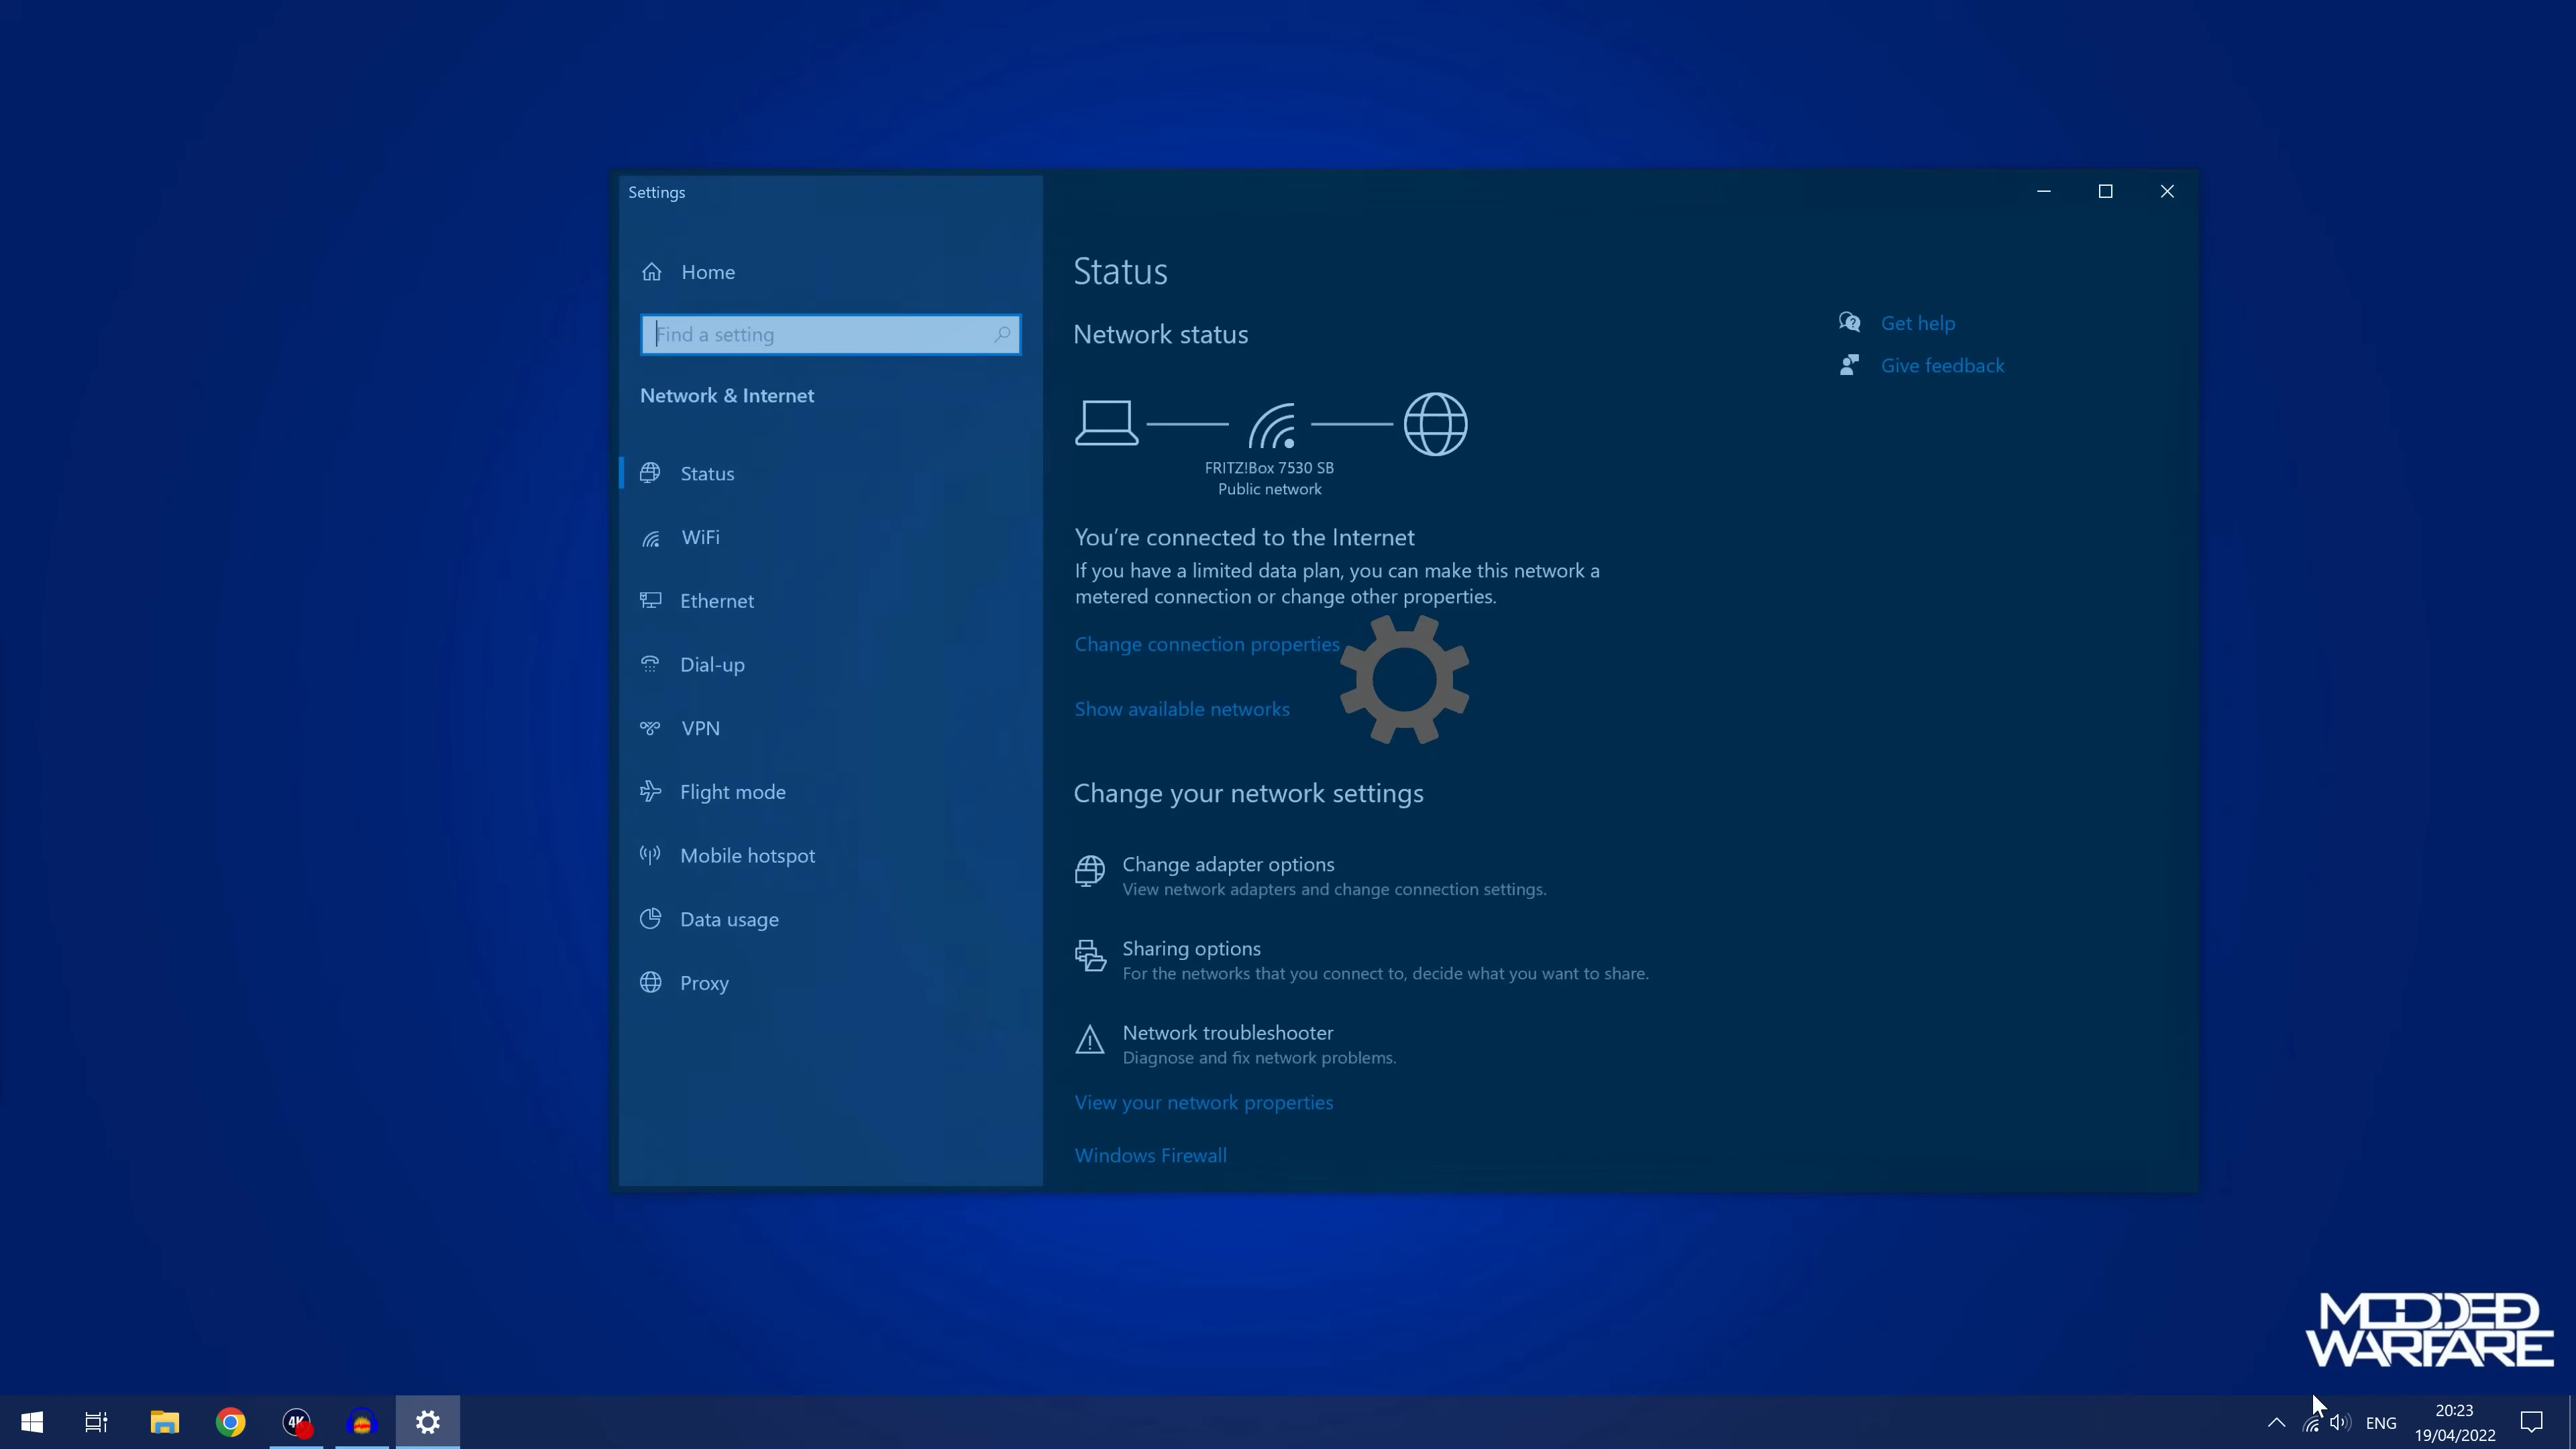 Settings
Home
Find a setting
Network & Internet
Status
WiFi
Ethernet
Dial-up
VPN
Flight mode
Mobile hotspot
Data usage
Proxy
Status
Network status
FRITZ!Box 7530 SB
Public network
You're connected to the Internet
If you have a limited data plan, you can make this network a
metered connection or change other properties.
Change connection properties
Show available networks
Change your network settings
Change adapter options
View network adapters and change connection settings.
Sharing options
For the networks that you connect to, decide what you want to share.
Network troubleshooter
Diagnose and fix network problems.
View your network properties
Windows Firewall
Get help
Give feedback
MODDED
WARFARE
4K
ENG
20:23
19/04/2022